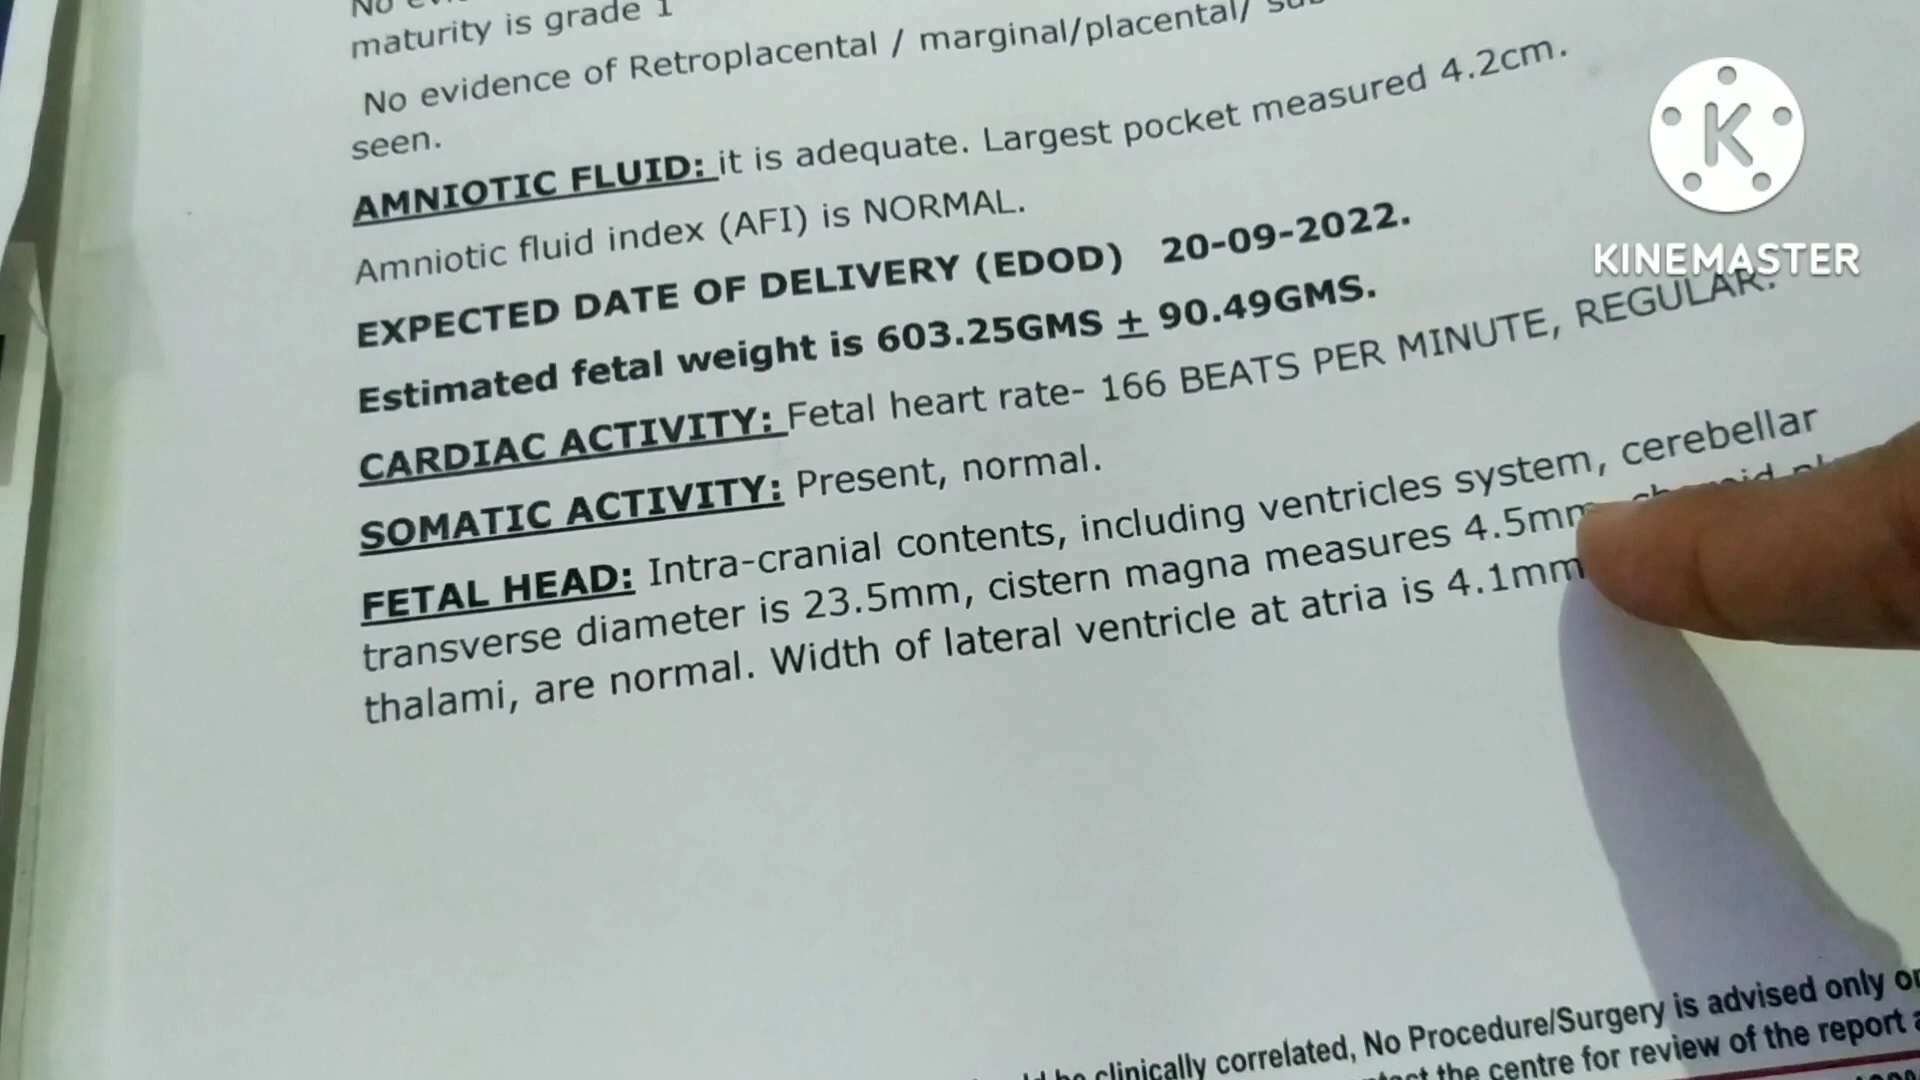 maturity is grade 1
No evidence of Retroplacental / marginal/placental/
seen.
AMNIOTIC FLUID: it is adequate. Largest pocket measured 4.2cm.
Amniotic fluid index (AFI) is NORMAL.
EXPECTED DATE OF DELIVERY (EDOD) 20-09-2022.
Estimated fetal weight is 603.25GMS ± 90.49GMS.
CARDIAC ACTIVITY: Fetal heart rate- 166 BEATS PER MINUTE, REGULAR.
SOMATIC ACTIVITY: Present, normal.
FETAL HEAD: Intra-cranial contents, including ventricles system, cerebellar
transverse diameter is 23.5mm, cistern magna measures 4.5mm
thalami, are normal. Width of lateral ventricle at atria is 4.1mm
clinically correlated, No Procedure/Surgery is advised only
the centre for review of the report
K
KINEMASTER